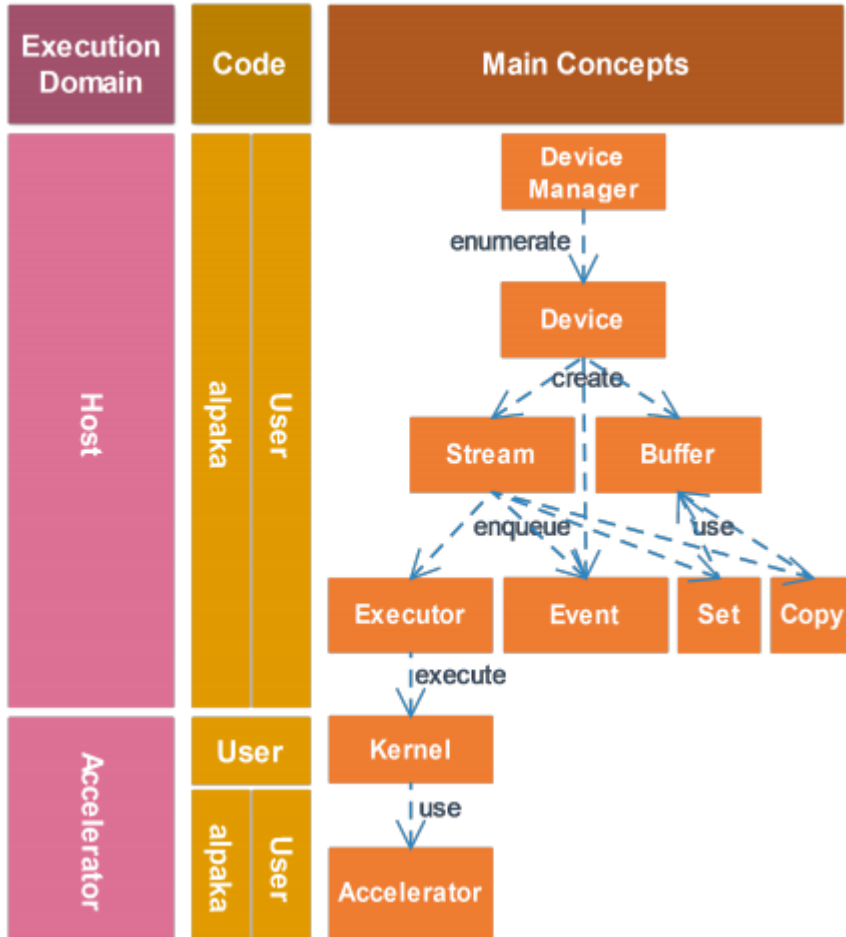 Execution
Domain
Code
Main Concepts
Host
alpaka
User
Device
Manager
enumerate
Device
create
Stream
Buffer
enqueue
use
Executor
Event
Set
Copy
execute
Accelerator
User
Kernel
alpaka
User
use
Accelerator